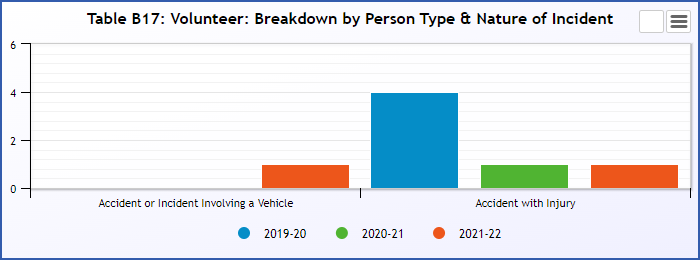 Table B17: Volunteer: Breakdown by Person Type & Nature of Incident
6
4
2
0
Accident or Incident Involving a Vehicle
Accident with Injury
2019-20
2020-21
2021-22